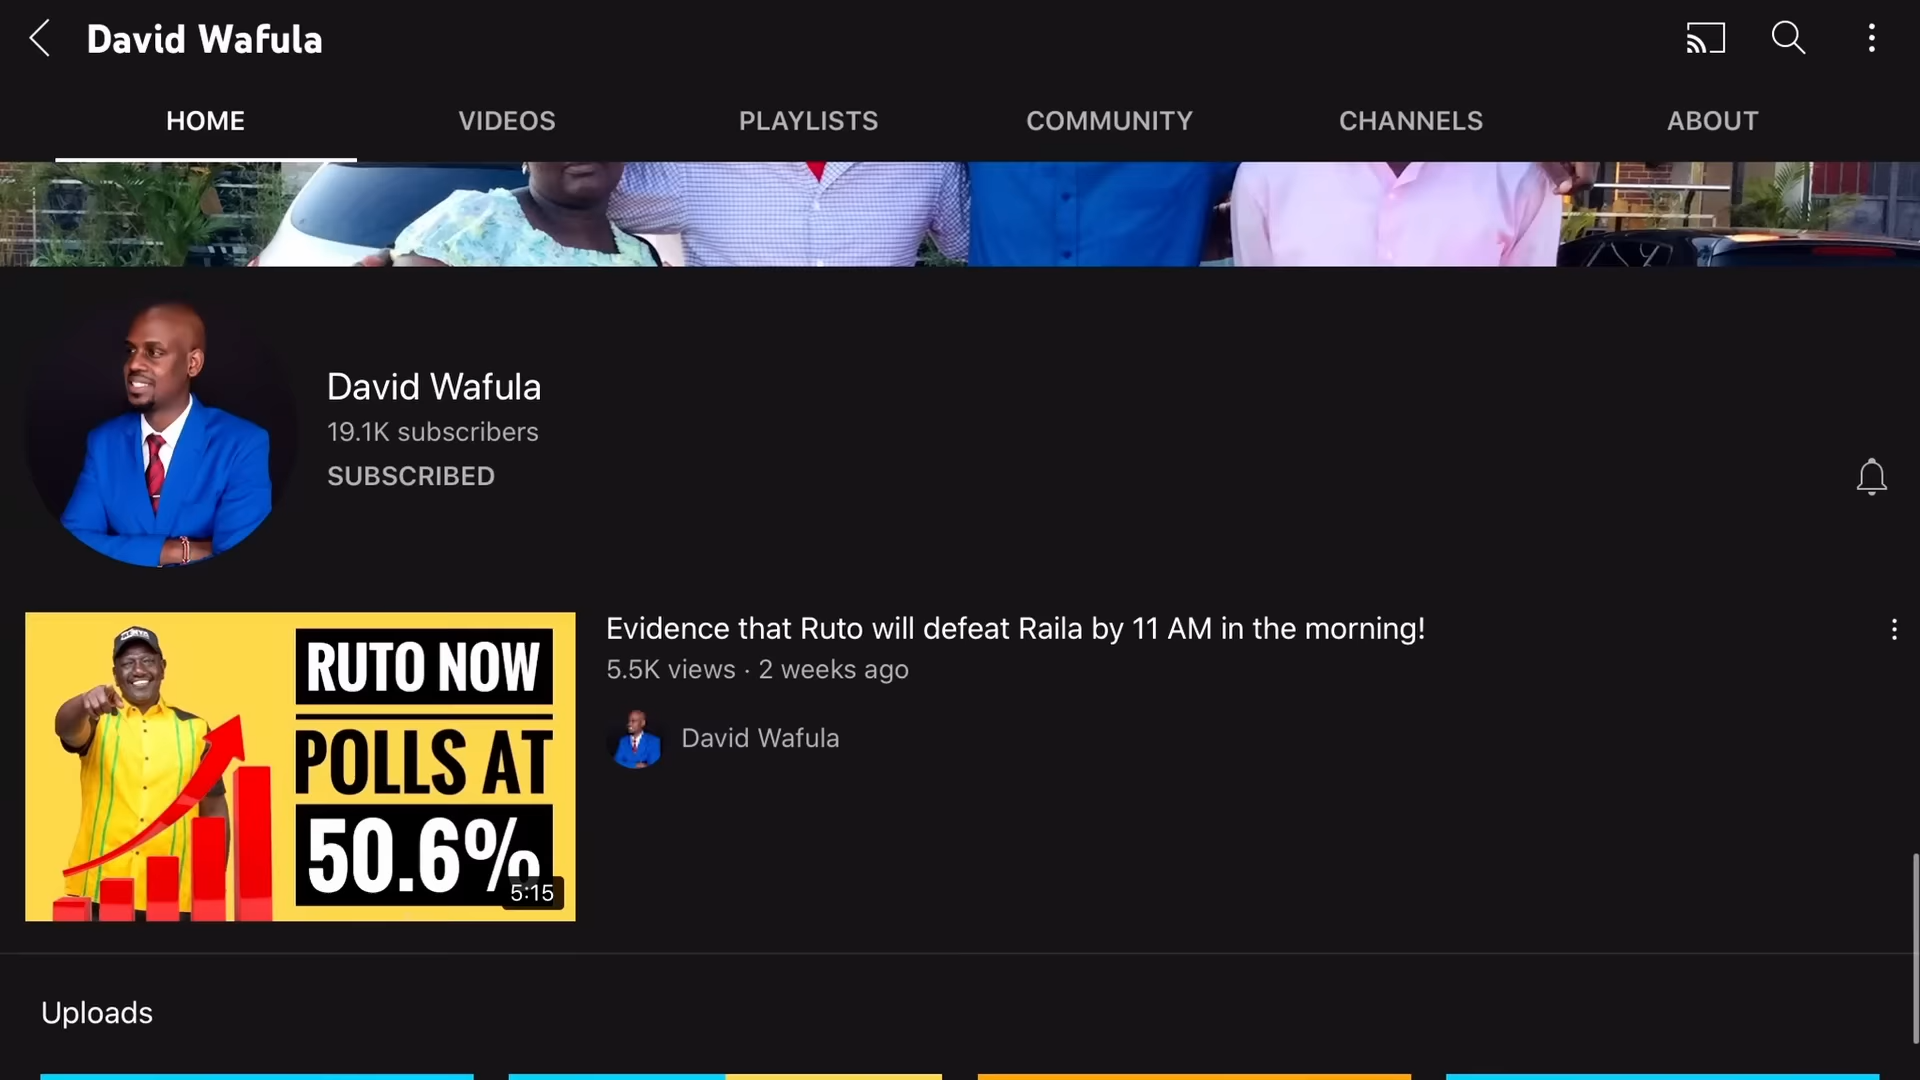 David Wafula
HOME
VIDEOS
PLAYLISTS
COMMUNITY
CHANNELS
ABOUT
David Wafula
19.1K subscribers
SUBSCRIBED
RUTO NOW
POLLS AT
50.6%
5:15
Evidence that Ruto will defeat Raila by 11 AM in the morning!
5.5K views · 2 weeks ago
David Wafula
Uploads